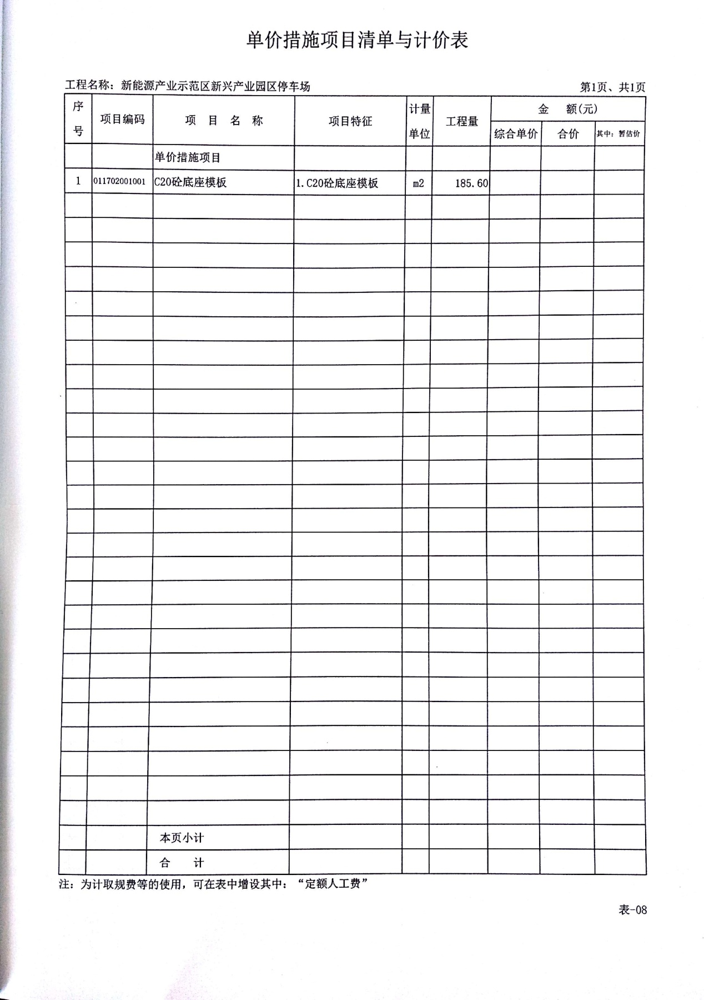 单价措施项目清单与计价表
工程名称：新能源产业示范区新兴产业园区停车场 第1页、共1页
序号 项目编码 项 目 名 称 项目特征 计量单位 工程量 金 额(元)
综合单价 合价 其中：暂估价
单价措施项目
1 011702001001 C20砼底座模板 1.C20砼底座模板 m2 185.60
本页小计
合 计
注：为计取规费等的使用，可在表中增设其中：“定额人工费”
表-08